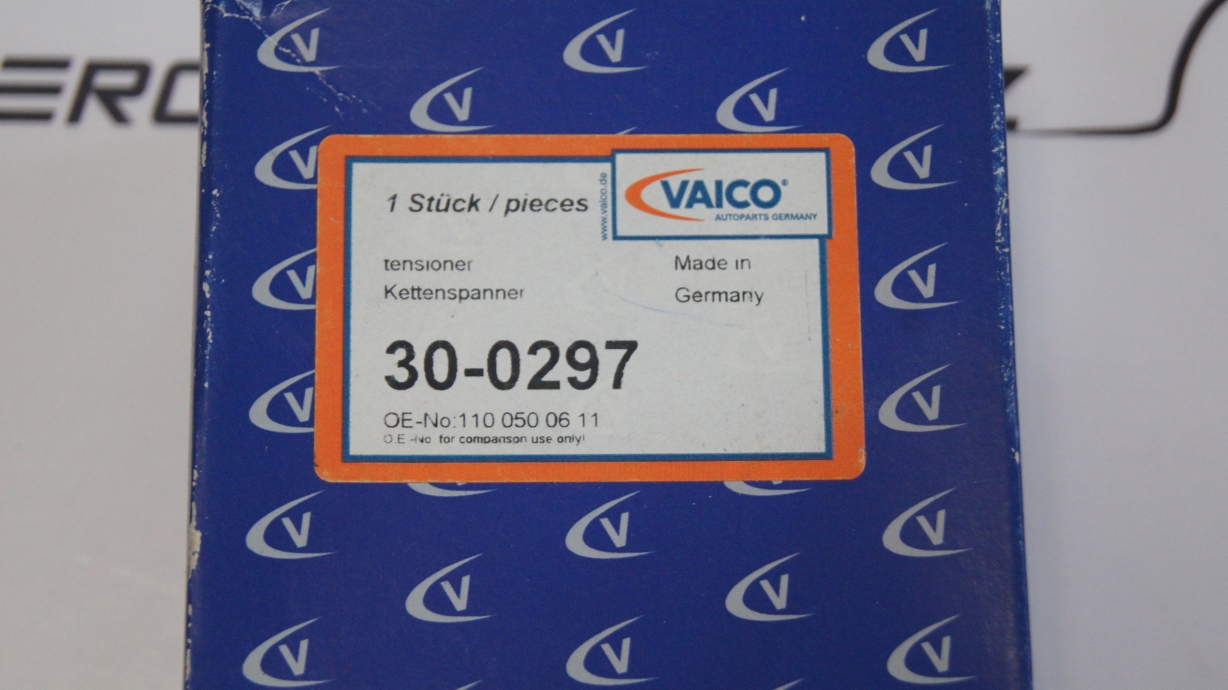 1 Stück / pieces
www.vaico.de
VAICO®
AUTOPARTS GERMANY
tensioner
Kettenspanner
Made in
Germany
30-0297
OE-No:110 050 06 11
O.E.-No. for comparison use only!